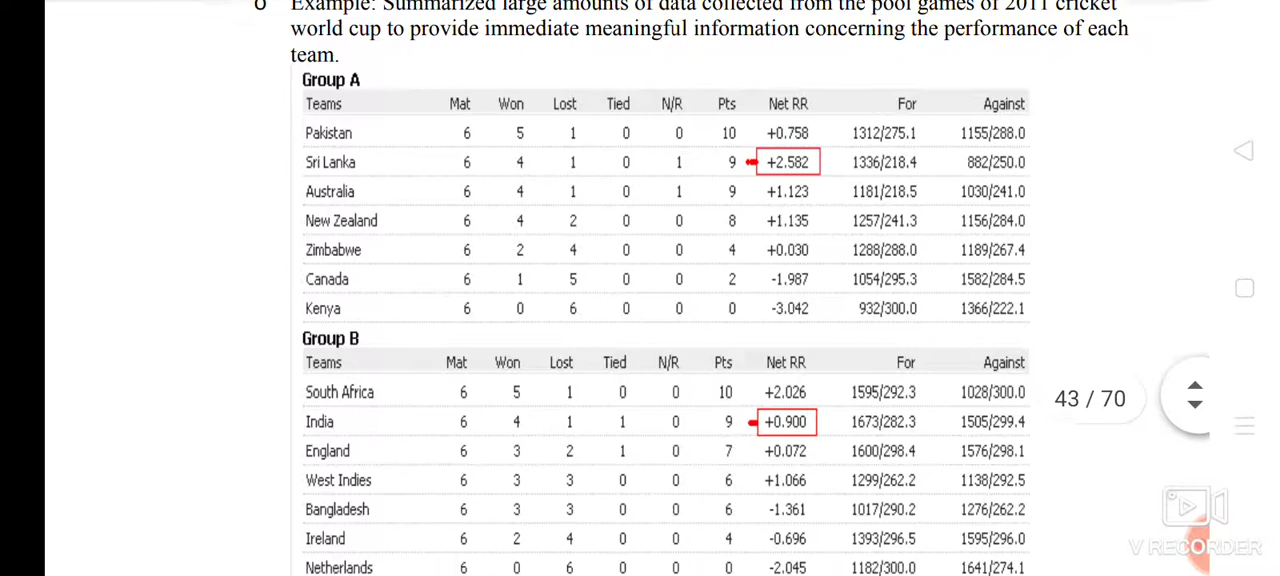 o Example: Summarized large amounts of data collected from the pool games of 2011 cricket
world cup to provide immediate meaningful information concerning the performance of each
team.
Group A
Teams Mat Won Lost Tied N/R Pts Net RR For Against
Pakistan 6 5 1 0 0 10 +0.758 1312/275.1 1155/288.0
Sri Lanka 6 4 1 0 1 9 +2.582 1336/218.4 882/250.0
Australia 6 4 1 0 1 9 +1.123 1181/218.5 1030/241.0
New Zealand 6 4 2 0 0 8 +1.135 1257/241.3 1156/284.0
Zimbabwe 6 2 4 0 0 4 +0.030 1288/288.0 1189/267.4
Canada 6 1 5 0 0 2 -1.987 1054/295.3 1582/284.5
Kenya 6 0 6 0 0 0 -3.042 932/300.0 1366/222.1
Group B
Teams Mat Won Lost Tied N/R Pts Net RR For Against
South Africa 6 5 1 0 0 10 +2.026 1595/292.3 1028/300.0
India 6 4 1 1 0 9 +0.900 1673/282.3 1505/299.4
England 6 3 2 1 0 7 +0.072 1600/298.4 1576/298.1
West Indies 6 3 3 0 0 6 +1.066 1299/262.2 1138/292.5
Bangladesh 6 3 3 0 0 6 -1.361 1017/290.2 1276/262.2
Ireland 6 2 4 0 0 4 -0.696 1393/296.5 1595/296.0
Netherlands 6 0 6 0 0 0 -2.045 1182/300.0 1641/274.1
43 / 70
V RECORDER